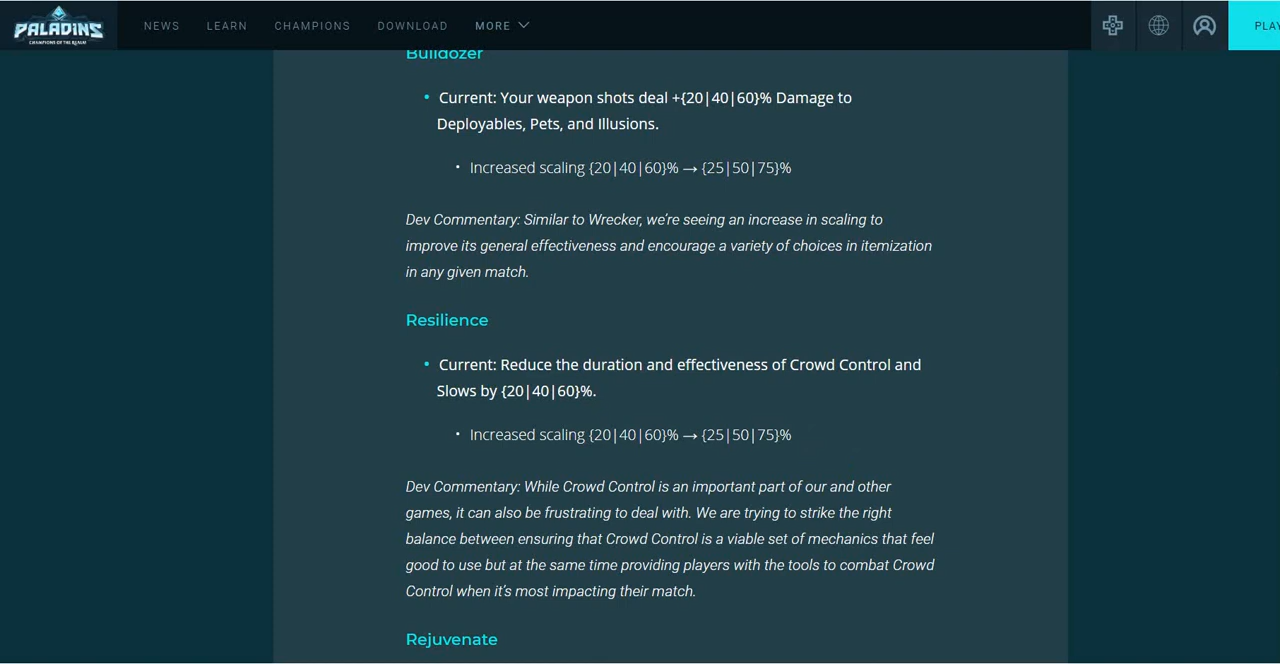 PALADINS
CHAMPIONS OF THE REALM
NEWS
LEARN
CHAMPIONS
DOWNLOAD
MORE
PLAY
Bulldozer
• Current: Your weapon shots deal +{20|40|60}% Damage to
Deployables, Pets, and Illusions.
• Increased scaling {20|40|60}% → {25|50|75}%
Dev Commentary: Similar to Wrecker, we’re seeing an increase in scaling to
improve its general effectiveness and encourage a variety of choices in itemization
in any given match.
Resilience
• Current: Reduce the duration and effectiveness of Crowd Control and
Slows by {20|40|60}%.
• Increased scaling {20|40|60}% → {25|50|75}%
Dev Commentary: While Crowd Control is an important part of our and other
games, it can also be frustrating to deal with. We are trying to strike the right
balance between ensuring that Crowd Control is a viable set of mechanics that feel
good to use but at the same time providing players with the tools to combat Crowd
Control when it’s most impacting their match.
Rejuvenate